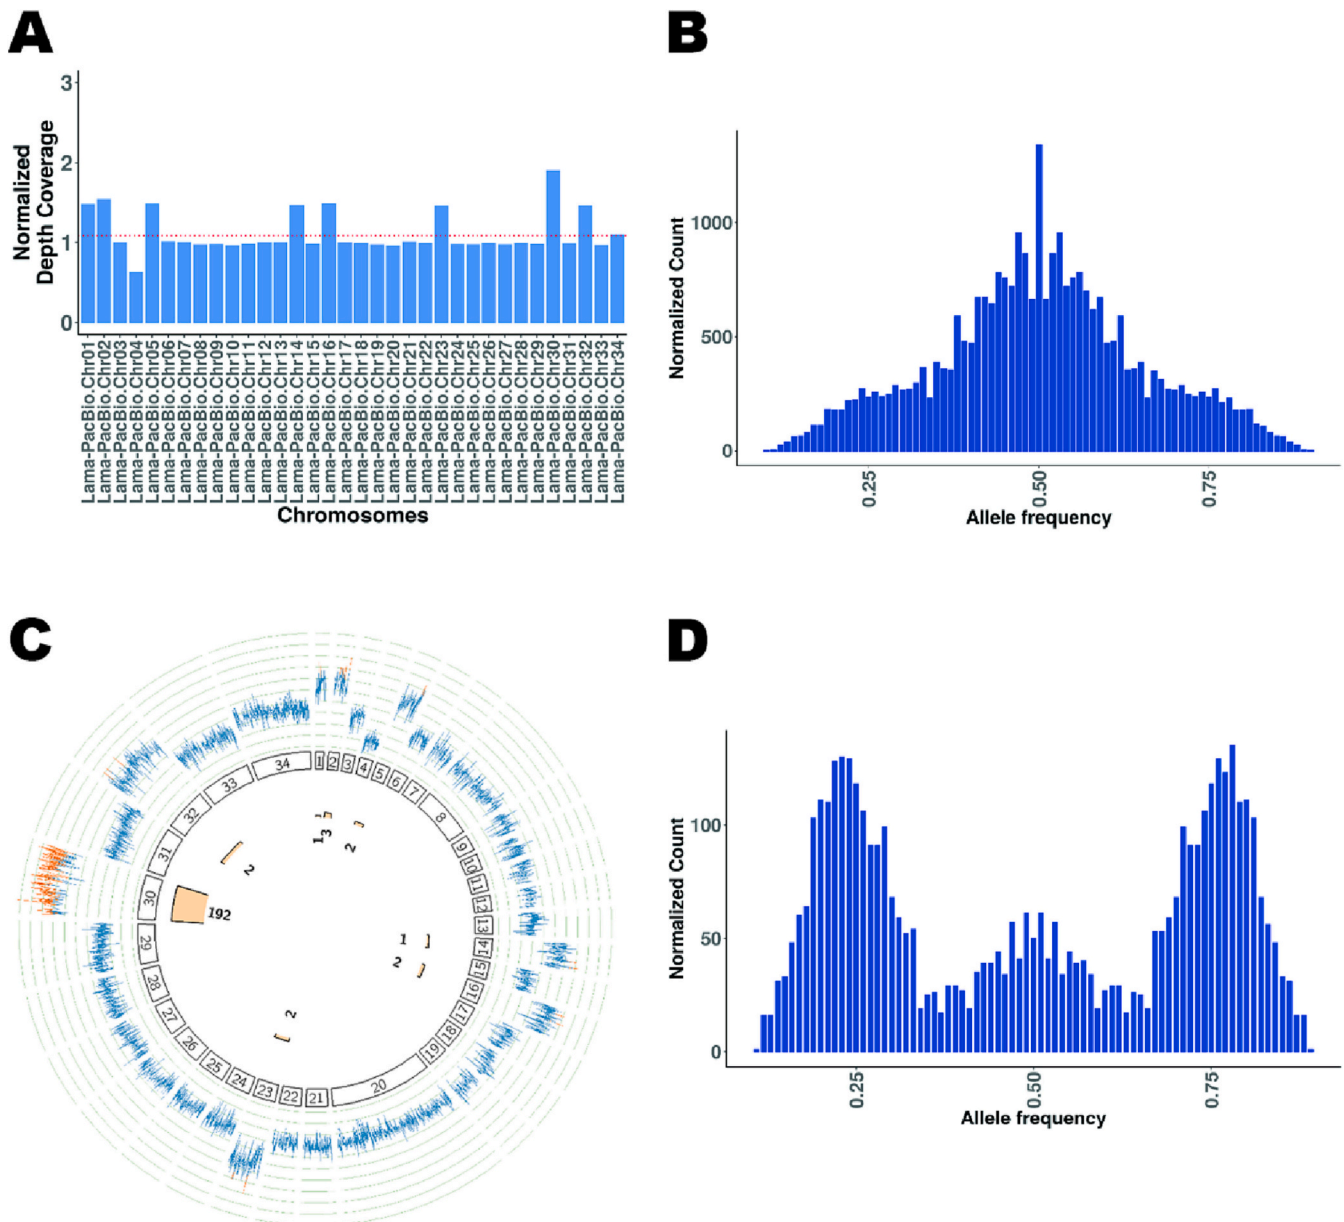 A
Normalized
Depth Coverage
3
2
1
0
Lama-PacBio.Chr01
Lama-PacBio.Chr02
Lama-PacBio.Chr03
Lama-PacBio.Chr04
Lama-PacBio.Chr05
Lama-PacBio.Chr06
Lama-PacBio.Chr07
Lama-PacBio.Chr08
Lama-PacBio.Chr09
Lama-PacBio.Chr10
Lama-PacBio.Chr11
Lama-PacBio.Chr12
Lama-PacBio.Chr13
Lama-PacBio.Chr14
Lama-PacBio.Chr15
Lama-PacBio.Chr16
Lama-PacBio.Chr17
Lama-PacBio.Chr18
Lama-PacBio.Chr19
Lama-PacBio.Chr20
Lama-PacBio.Chr21
Lama-PacBio.Chr22
Lama-PacBio.Chr23
Lama-PacBio.Chr24
Lama-PacBio.Chr25
Lama-PacBio.Chr26
Lama-PacBio.Chr27
Lama-PacBio.Chr28
Lama-PacBio.Chr29
Lama-PacBio.Chr30
Lama-PacBio.Chr31
Lama-PacBio.Chr32
Lama-PacBio.Chr33
Lama-PacBio.Chr34
Chromosomes
B
Normalized Count
1000
500
0
0.25
0.50
0.75
Allele frequency
C
1
2
3
4
5
6
7
8
9
10
11
12
13
14
15
16
17
18
19
20
21
22
23
24
25
26
27
28
29
30
31
32
33
34
1
3
2
1
2
2
192
2
D
Normalized Count
100
50
0
0.25
0.50
0.75
Allele frequency